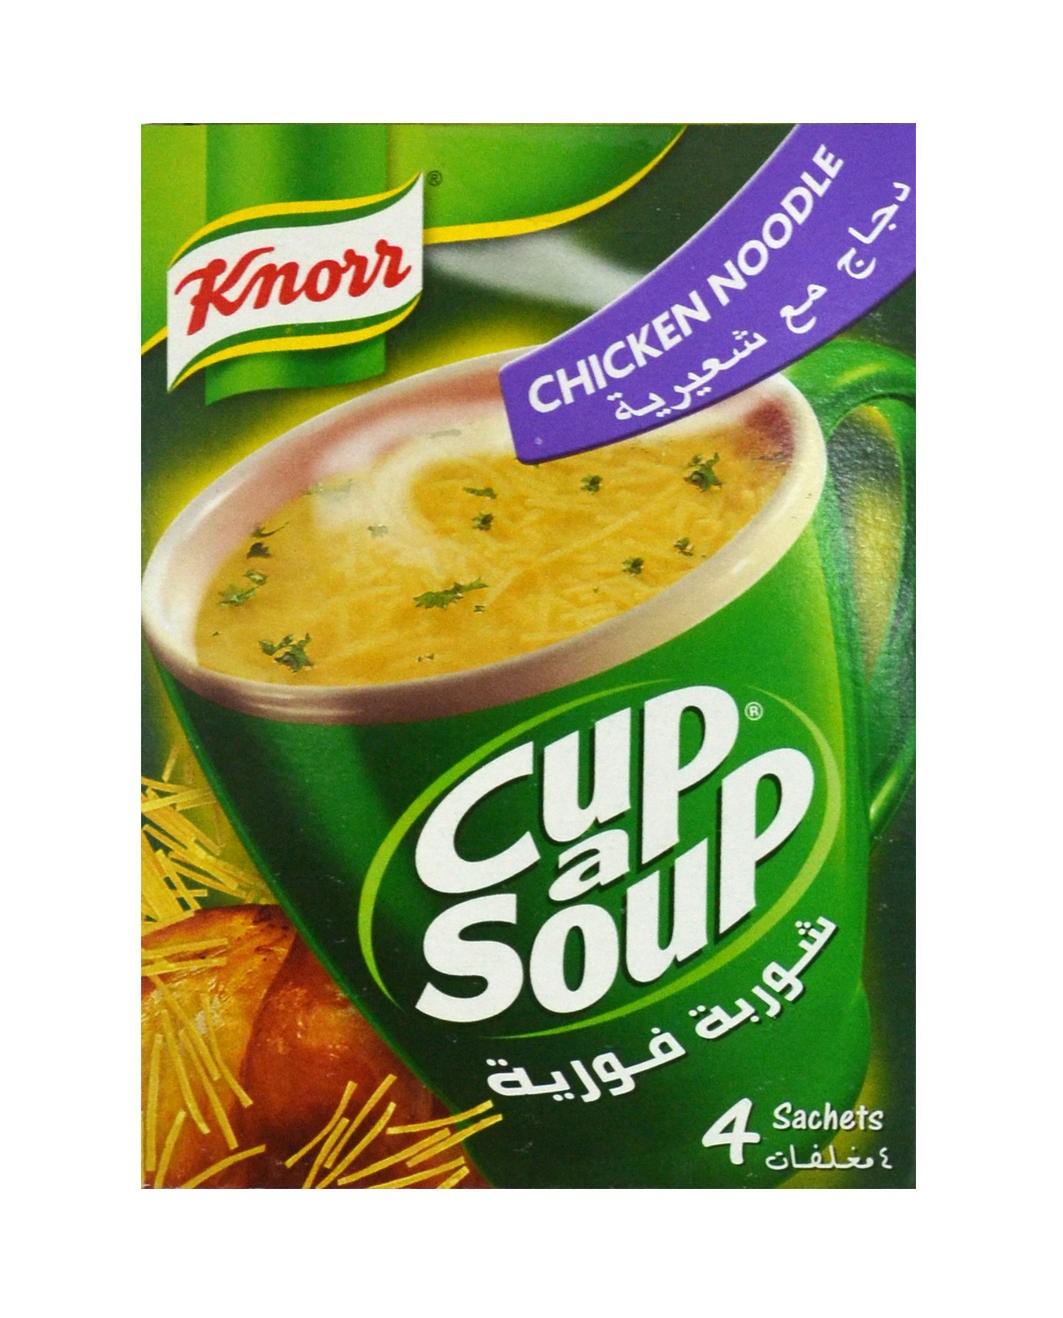 Knorr®
CHICKEN NOODLE
دجاج مع شعيرية
Cup
a
Soup®
شوربة فورية
4 Sachets
٤ مغلفات